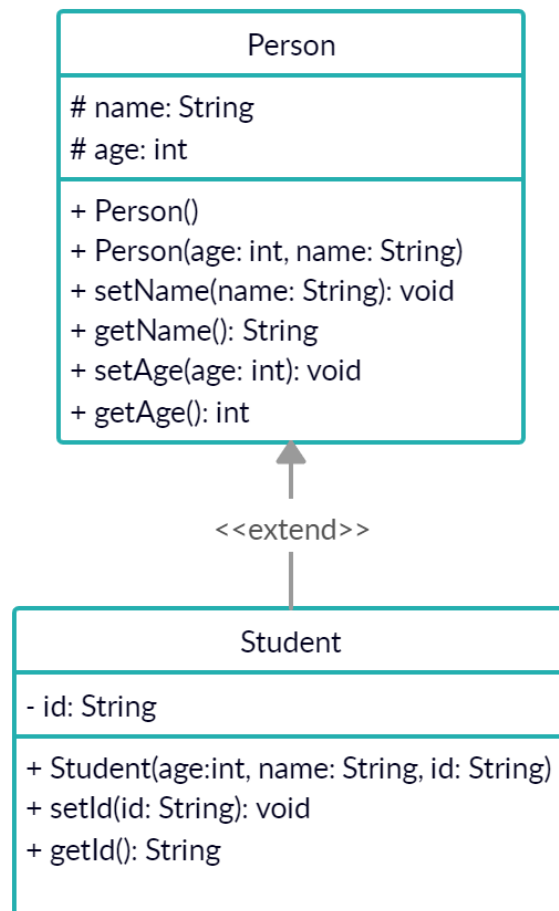 Person
# name: String
# age: int
+ Person()
+ Person(age: int, name: String)
+ setName(name: String): void
+ getName(): String
+ setAge(age: int): void
+ getAge(): int
<<extend>>
Student
- id: String
+ Student(age:int, name: String, id: String)
+ setId(id: String): void
+ getId(): String